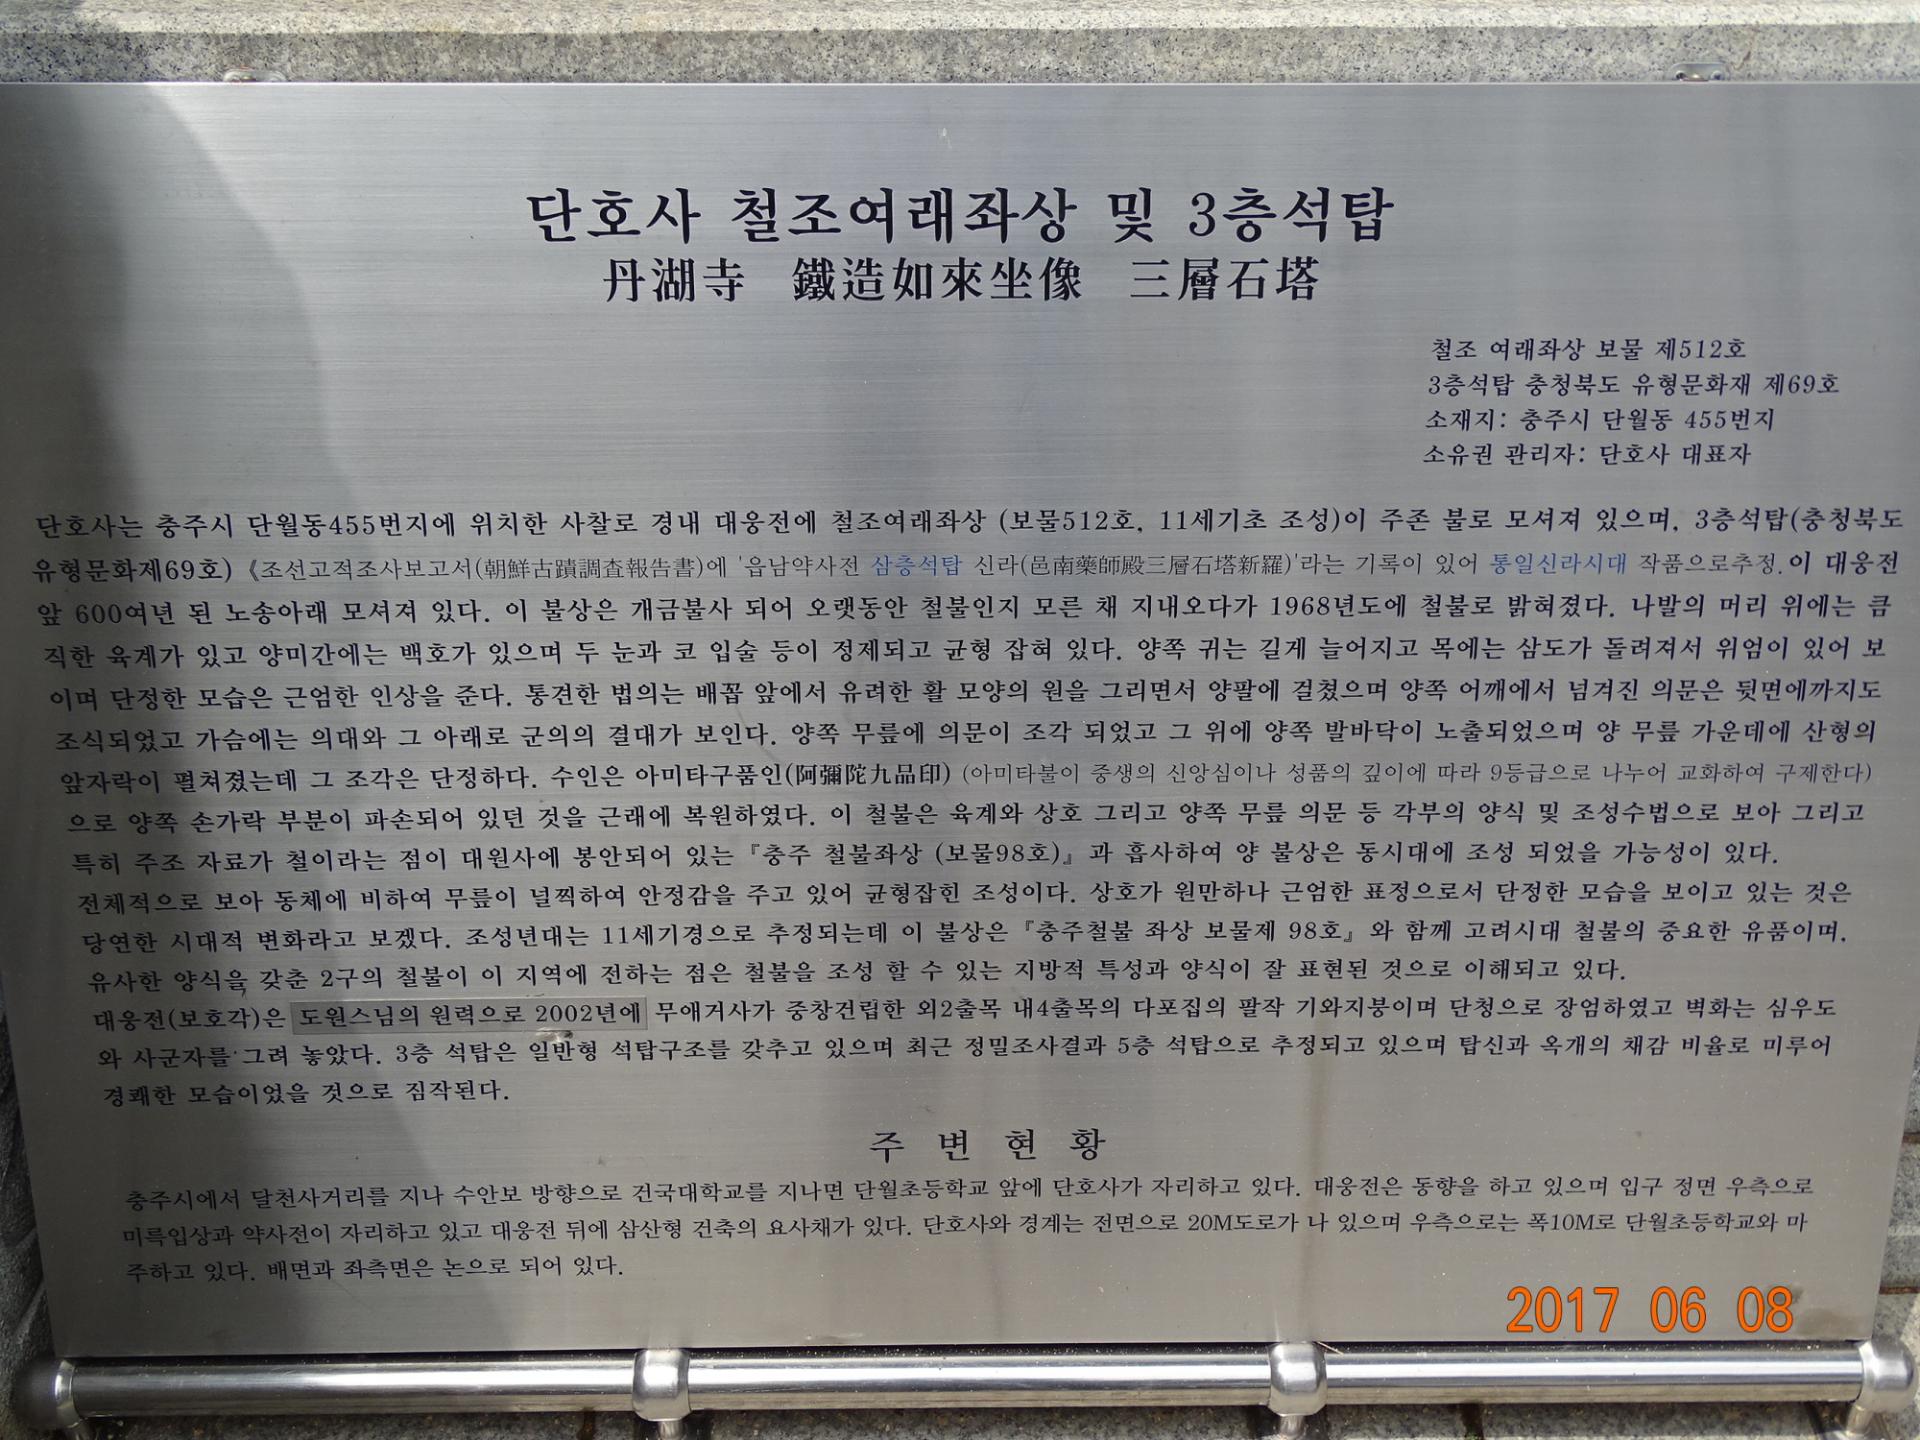 단호사 철조여래좌상 및 3층석탑
丹湖寺 鐵造如來坐像 三層石塔
철조 여래좌상 보물 제512호
3층석탑 충청북도 유형문화재 제69호
소재지: 충주시 단월동 455번지
소유권 관리자: 단호사 대표자
단호사는 충주시 단월동455번지에 위치한 사찰로 경내 대웅전에 철조여래좌상 (보물512호, 11세기초 조성)이 주존 불로 모셔져 있으며, 3층석탑(충청북도
유형문화제69호) 《조선고적조사보고서(朝鮮古蹟調査報告書)에 '읍남약사전 삼층석탑 신라(邑南藥師殿三層石塔新羅)'라는 기록이 있어 통일신라시대 작품으로추정. 이 대웅전
앞 600여년 된 노송아래 모셔져 있다. 이 불상은 개금불사 되어 오랫동안 철불인지 모른 채 지내오다가 1968년도에 철불로 밝혀졌다. 나발의 머리 위에는 큼
직한 육계가 있고 양미간에는 백호가 있으며 두 눈과 코 입술 등이 정제되고 균형 잡혀 있다. 양쪽 귀는 길게 늘어지고 목에는 삼도가 돌려져서 위엄이 있어 보
이며 단정한 모습은 근엄한 인상을 준다. 통견한 법의는 배꼽 앞에서 유려한 활 모양의 원을 그리면서 양팔에 걸쳤으며 양쪽 어깨에서 넘겨진 의문은 뒷면에까지도
조식되었고 가슴에는 의대와 그 아래로 군의의 결대가 보인다. 양쪽 무릎에 의문이 조각 되었고 그 위에 양쪽 발바닥이 노출되었으며 양 무릎 가운데에 산형의
앞자락이 펼쳐졌는데 그 조각은 단정하다. 수인은 아미타구품인(阿彌陀九品印) (아미타불이 중생의 신앙심이나 성품의 깊이에 따라 9등급으로 나누어 교화하여 구제한다)
으로 양쪽 손가락 부분이 파손되어 있던 것을 근래에 복원하였다. 이 철불은 육계와 상호 그리고 양쪽 무릎 의문 등 각부의 양식 및 조성수법으로 보아 그리고
특히 주조 자료가 철이라는 점이 대원사에 봉안되어 있는『충주 철불좌상 (보물98호)』과 흡사하여 양 불상은 동시대에 조성 되었을 가능성이 있다.
전체적으로 보아 동체에 비하여 무릎이 널찍하여 안정감을 주고 있어 균형잡힌 조성이다. 상호가 원만하나 근엄한 표정으로서 단정한 모습을 보이고 있는 것은
당연한 시대적 변화라고 보겠다. 조성년대는 11세기경으로 추정되는데 이 불상은『충주철불 좌상 보물제 98호』와 함께 고려시대 철불의 중요한 유품이며,
유사한 양식을 갖춘 2구의 철불이 이 지역에 전하는 점은 철불을 조성 할 수 있는 지방적 특성과 양식이 잘 표현된 것으로 이해되고 있다.
대웅전(보호각)은 도원스님의 원력으로 2002년에 무애거사가 중창건립한 외2출목 내4출목의 다포집의 팔작 기와지붕이며 단청으로 장엄하였고 벽화는 심우도
와 사군자를 그려 놓았다. 3층 석탑은 일반형 석탑구조를 갖추고 있으며 최근 정밀조사결과 5층 석탑으로 추정되고 있으며 탑신과 옥개의 채감 비율로 미루어
경쾌한 모습이었을 것으로 짐작된다.
주 변 현 황
충주시에서 달천사거리를 지나 수안보 방향으로 건국대학교를 지나면 단월초등학교 앞에 단호사가 자리하고 있다. 대웅전은 동향을 하고 있으며 입구 정면 우측으로
미륵입상과 약사전이 자리하고 있고 대웅전 뒤에 삼산형 건축의 요사채가 있다. 단호사와 경계는 전면으로 20M도로가 나 있으며 우측으로는 폭10M로 단월초등학교와 마
주하고 있다. 배면과 좌측면은 논으로 되어 있다.
2017 06 08